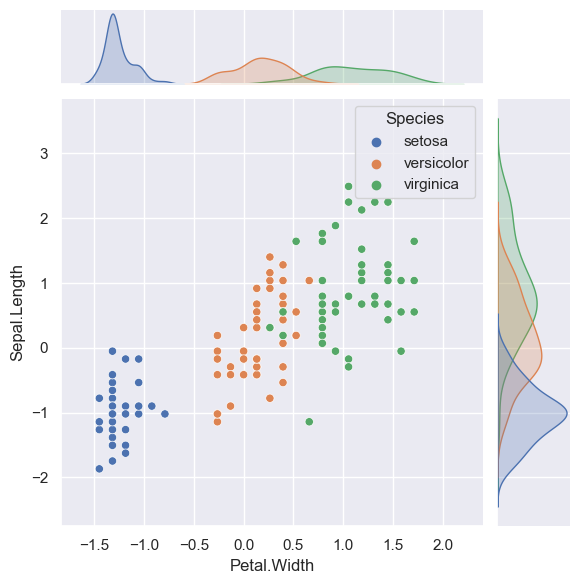 Species
setosa
versicolor
virginica
3
2
1
0
−1
−2
Sepal.Length
−1.5 −1.0 −0.5 0.0 0.5 1.0 1.5 2.0
Petal.Width